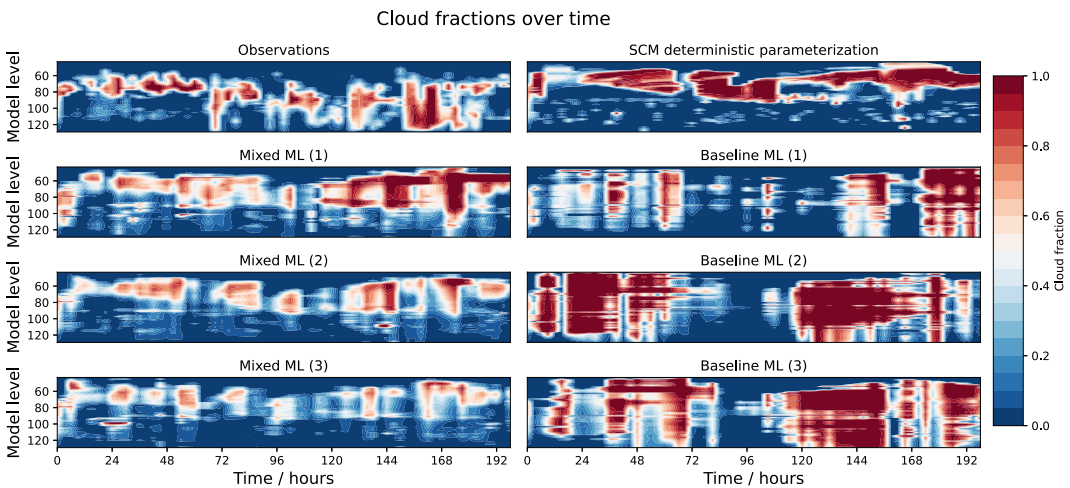 Cloud fractions over time
Observations
SCM deterministic parameterization
Model level
60
80
100
120
Mixed ML (1)
Baseline ML (1)
Model level
60
80
100
120
Mixed ML (2)
Baseline ML (2)
Model level
60
80
100
120
Mixed ML (3)
Baseline ML (3)
Model level
60
80
100
120
0 24 48 72 96 120 144 168 192
0 24 48 72 96 120 144 168 192
Time / hours
Time / hours
1.0
0.8
0.6
0.4
0.2
0.0
Cloud fraction